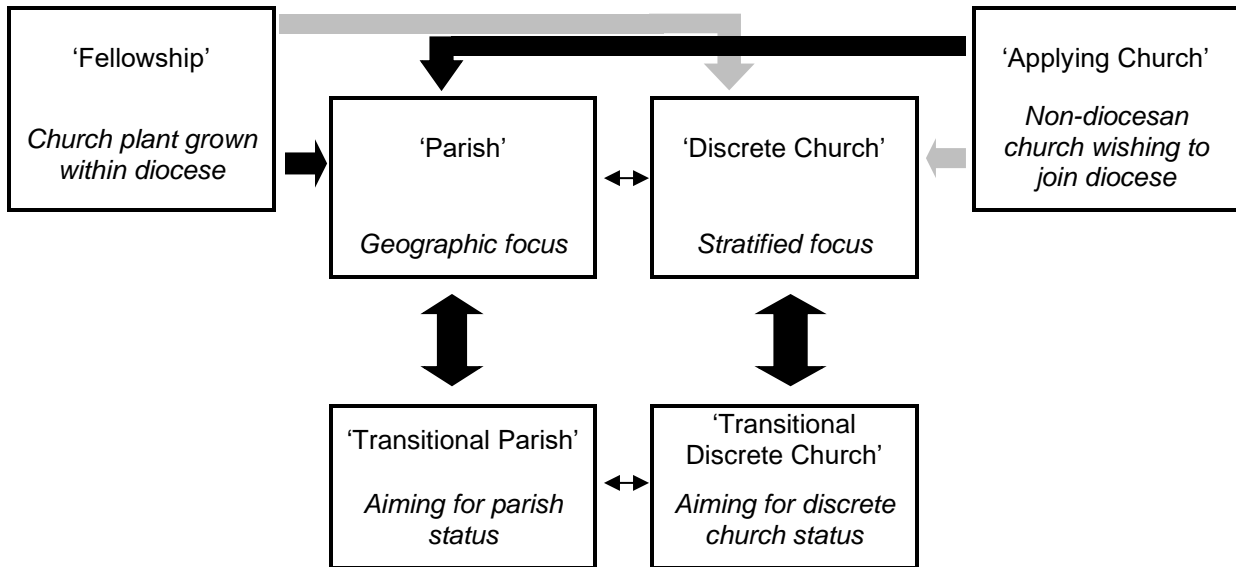 ‘Fellowship’
Church plant grown
within diocese
‘Parish’
Geographic focus
‘Discrete Church’
Stratified focus
‘Applying Church’
Non-diocesan
church wishing to
join diocese
‘Transitional Parish’
Aiming for parish
status
‘Transitional
Discrete Church’
Aiming for discrete
church status